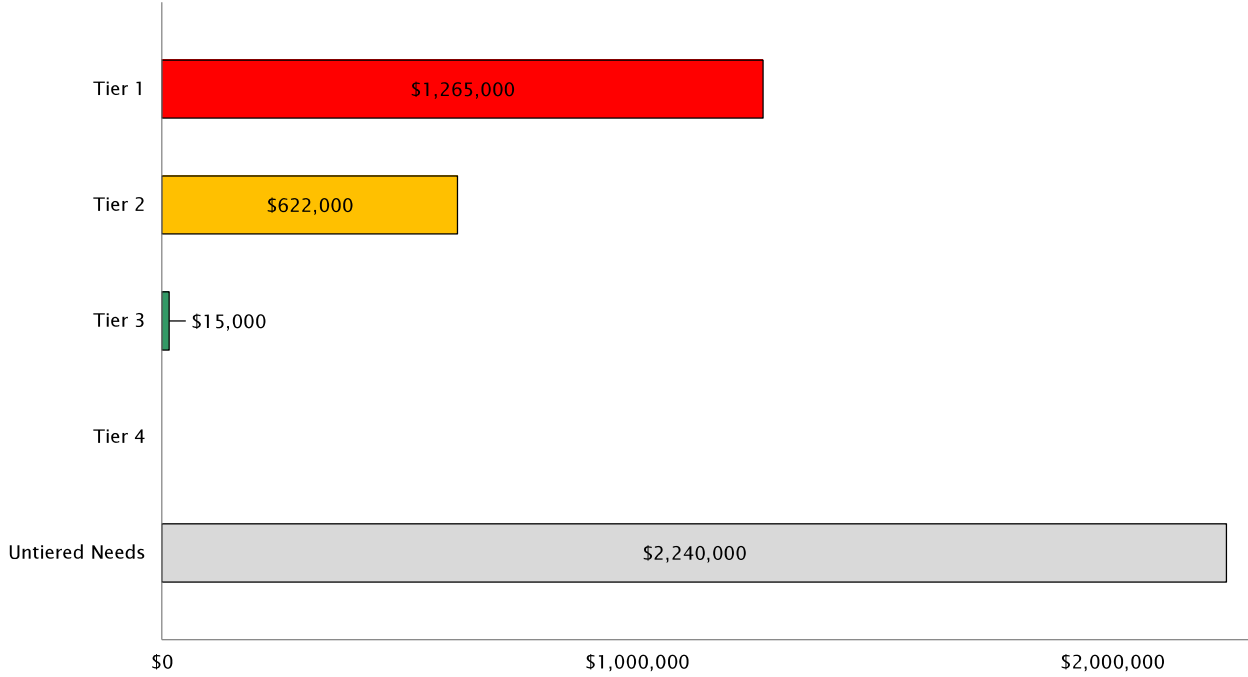 Tier 1
$1,265,000
Tier 2
$622,000
Tier 3
$15,000
Tier 4
Untiered Needs
$2,240,000
$0
$1,000,000
$2,000,000